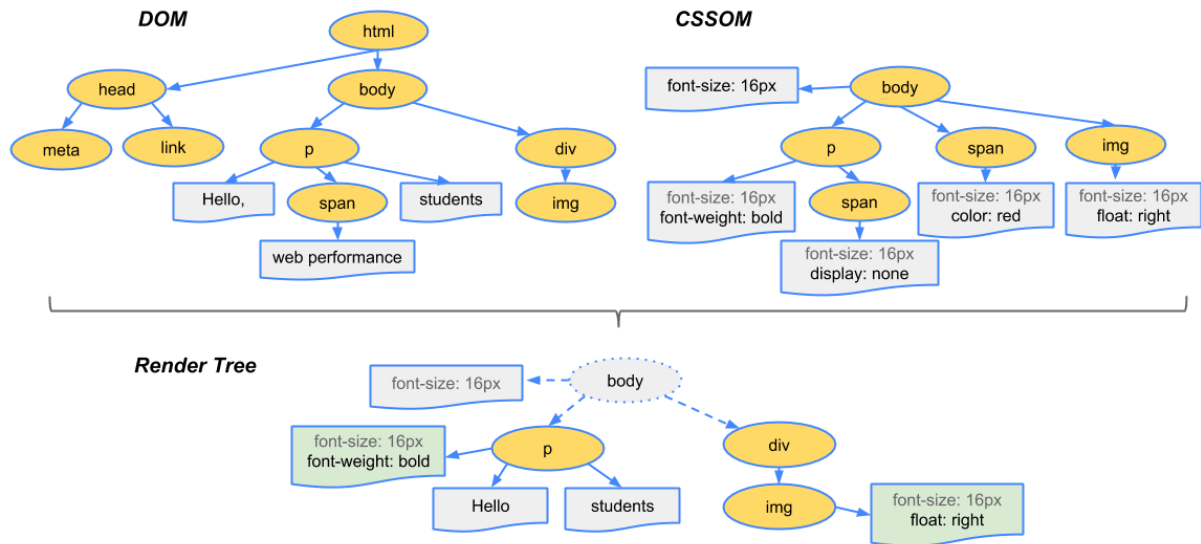 DOM
CSSOM
html
head
body
meta
link
p
div
Hello,
span
students
img
web performance
font-size: 16px
body
p
span
img
font-size: 16px
font-weight: bold
span
font-size: 16px
color: red
font-size: 16px
float: right
font-size: 16px
display: none
Render Tree
font-size: 16px
body
font-size: 16px
font-weight: bold
p
div
Hello
students
img
font-size: 16px
float: right